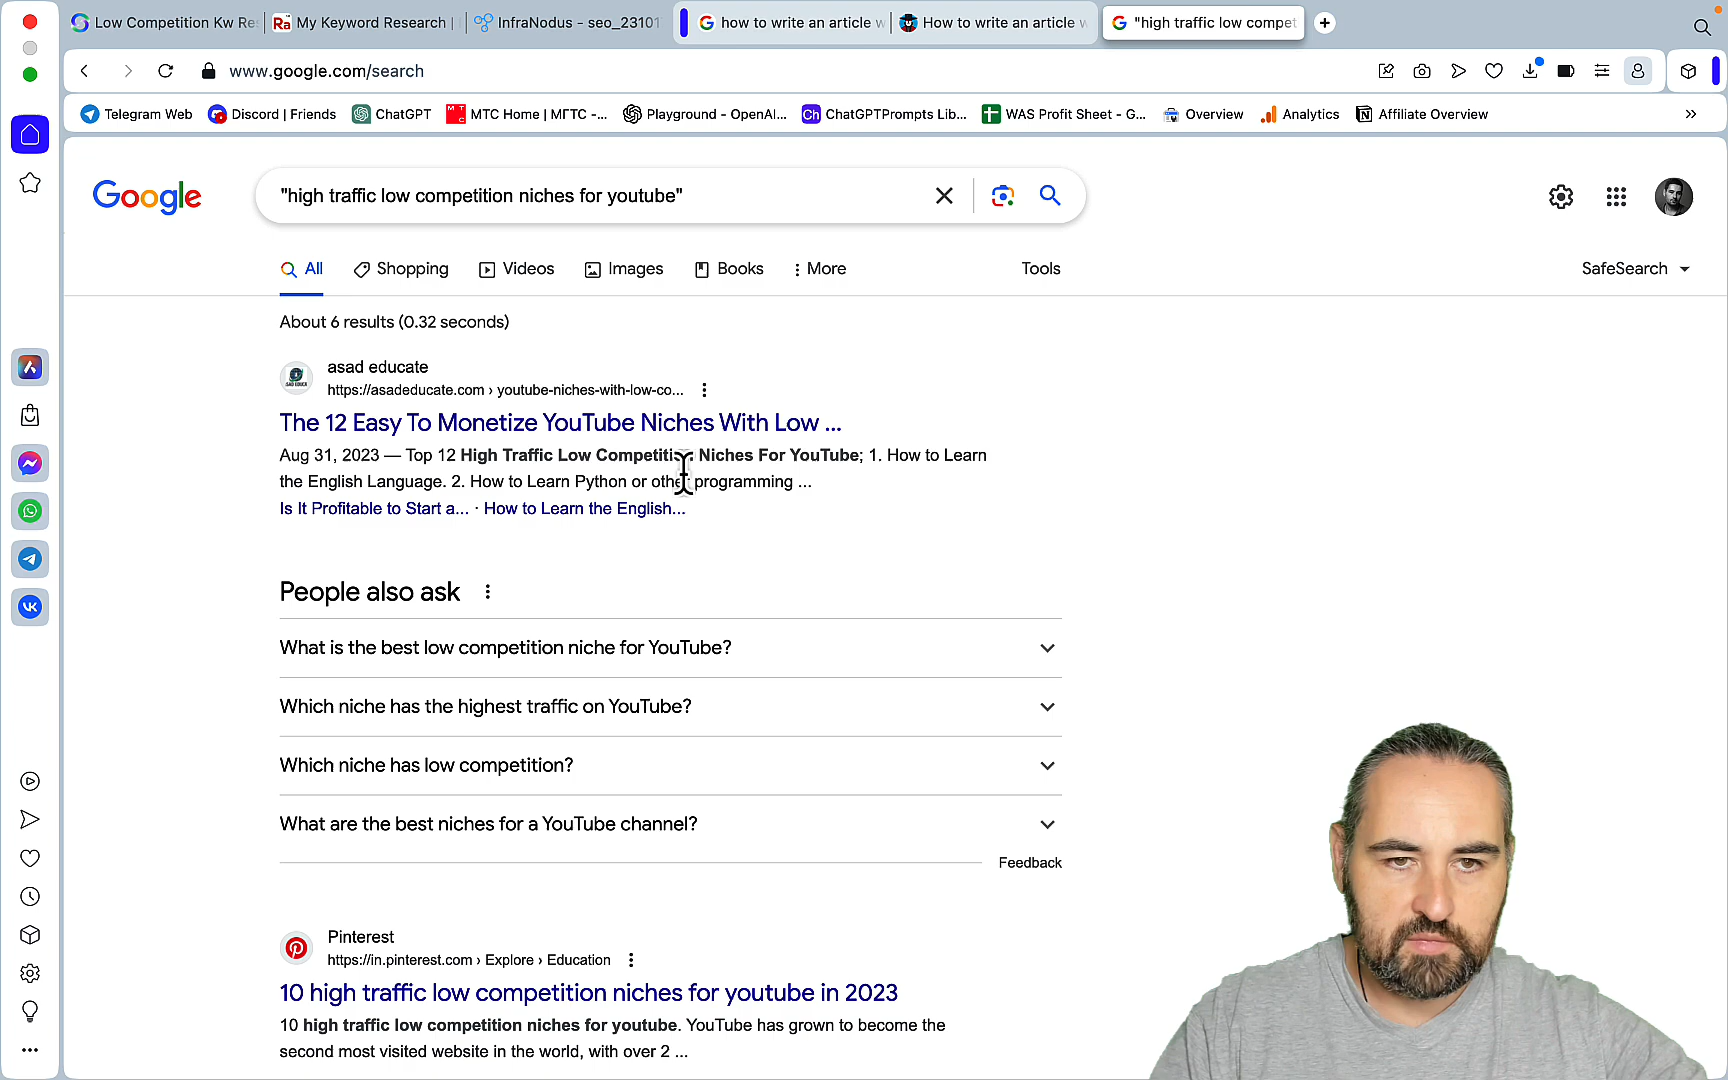 Low Competition Kw Re
Ra My Keyword Research
InfraNodus - seo_23101
how to write an article w
How to write an article w
"high traffic low compet
www.google.com/search
Telegram Web
Discord | Friends
ChatGPT
МТС Home | МГТС -...
Playground - OpenAI...
Ch ChatGPTPrompts Lib...
WAS Profit Sheet - G...
Overview
Analytics
Affiliate Overview
Google
"high traffic low competition niches for youtube"
All
Shopping
Videos
Images
Books
More
Tools
SafeSearch
About 6 results (0.32 seconds)
asad educate
https://asadeducate.com › youtube-niches-with-low-co...
The 12 Easy To Monetize YouTube Niches With Low ...
Aug 31, 2023 — Top 12 High Traffic Low Competition Niches For YouTube; 1. How to Learn
the English Language. 2. How to Learn Python or other programming ...
Is It Profitable to Start a... · How to Learn the English...
People also ask
What is the best low competition niche for YouTube?
Which niche has the highest traffic on YouTube?
Which niche has low competition?
What are the best niches for a YouTube channel?
Feedback
Pinterest
https://in.pinterest.com › Explore › Education
10 high traffic low competition niches for youtube in 2023
10 high traffic low competition niches for youtube. YouTube has grown to become the
second most visited website in the world, with over 2 ...